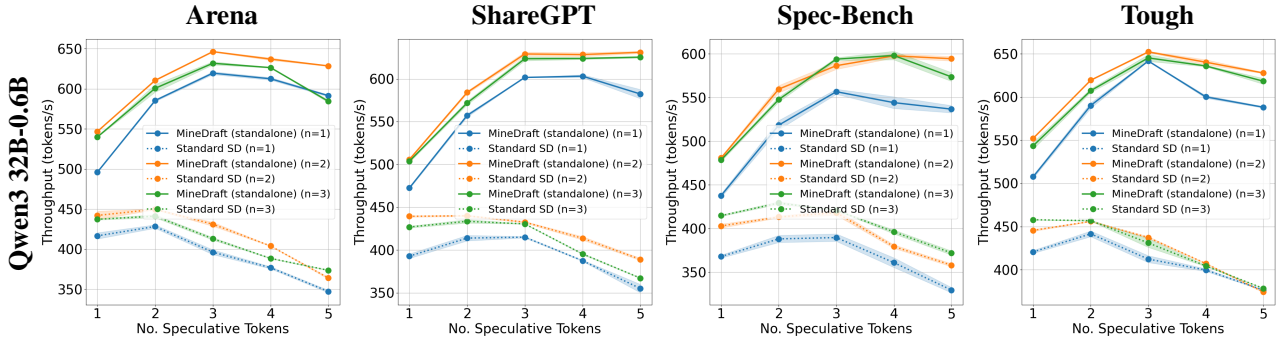 Arena
ShareGPT
Spec-Bench
Tough
Qwen3 32B-0.6B
Throughput (tokens/s)
650
600
550
500
450
400
350
MineDraft (standalone) (n=1)
Standard SD (n=1)
MineDraft (standalone) (n=2)
Standard SD (n=2)
MineDraft (standalone) (n=3)
Standard SD (n=3)
1 2 3 4 5
No. Speculative Tokens
Throughput (tokens/s)
600
550
500
450
400
350
MineDraft (standalone) (n=1)
Standard SD (n=1)
MineDraft (standalone) (n=2)
Standard SD (n=2)
MineDraft (standalone) (n=3)
Standard SD (n=3)
1 2 3 4 5
No. Speculative Tokens
Throughput (tokens/s)
600
550
500
450
400
350
MineDraft (standalone) (n=1)
Standard SD (n=1)
MineDraft (standalone) (n=2)
Standard SD (n=2)
MineDraft (standalone) (n=3)
Standard SD (n=3)
1 2 3 4 5
No. Speculative Tokens
Throughput (tokens/s)
650
600
550
500
450
400
MineDraft (standalone) (n=1)
Standard SD (n=1)
MineDraft (standalone) (n=2)
Standard SD (n=2)
MineDraft (standalone) (n=3)
Standard SD (n=3)
1 2 3 4 5
No. Speculative Tokens